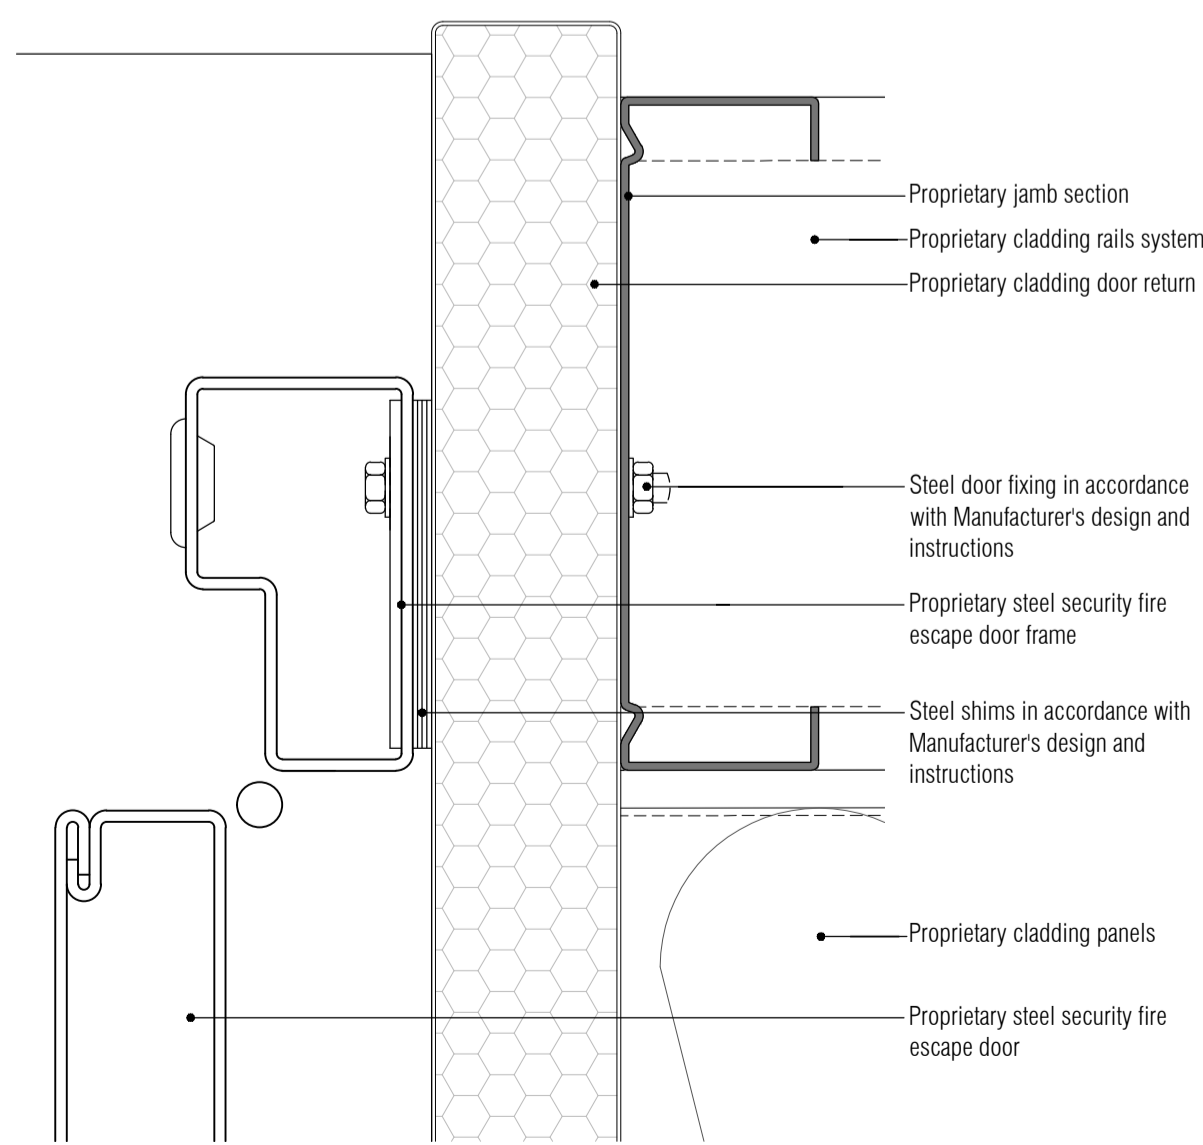 Proprietary jamb section
Proprietary cladding rails system
Proprietary cladding door return
Steel door fixing in accordance
with Manufacturer's design and
instructions
Proprietary steel security fire
escape door frame
Steel shims in accordance with
Manufacturer's design and
instructions
Proprietary cladding panels
Proprietary steel security fire
escape door